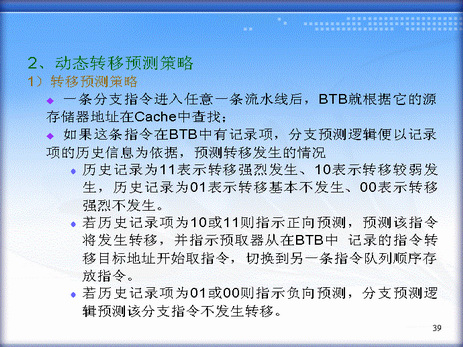 2、动态转移预测策略
1）转移预测策略
一条分支指令进入任意一条流水线后，BTB就根据它的源
存储器地址在Cache中查找；
如果这条指令在BTB中有记录项，分支预测逻辑便以记录
项的历史信息为依据，预测转移发生的情况
历史记录为11表示转移强烈发生、10表示转移较弱发
生，历史记录为01表示转移基本不发生、00表示转移
强烈不发生。
若历史记录项为10或11则指示正向预测，预测该指令
将发生转移，并指示预取器从在BTB中 记录的指令转
移目标地址开始取指令，切换到另一条指令队列顺序存
放指令。
若历史记录项为01或00则指示负向预测，分支预测逻
辑预测该分支指令不发生转移。
39